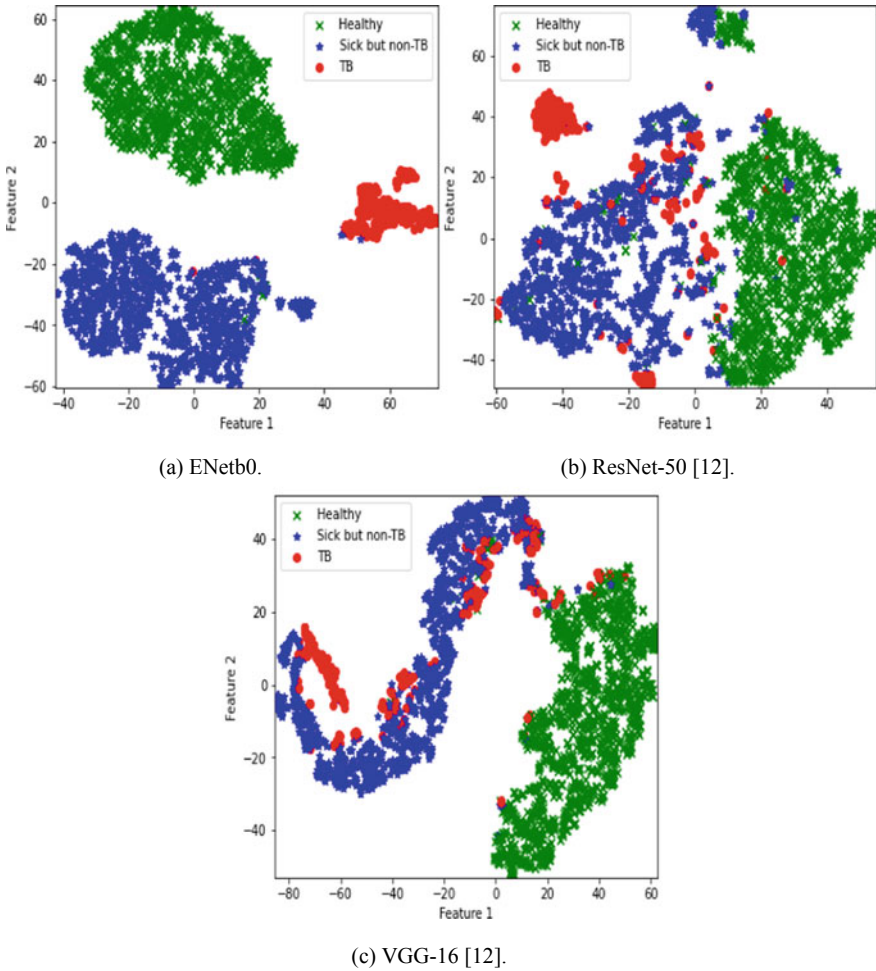 60
40
20
0
−20
−40
−60
−40
−20
0
20
40
60
Feature 2
Feature 1
Healthy
Sick but non-TB
TB
(a) ENetb0.
60
40
20
0
−20
−40
−60
−40
−20
0
20
40
Feature 2
Feature 1
Healthy
Sick but non-TB
TB
(b) ResNet-50 [12].
40
20
0
−20
−40
−80
−60
−40
−20
0
20
40
60
Feature 2
Feature 1
Healthy
Sick but non-TB
TB
(c) VGG-16 [12].